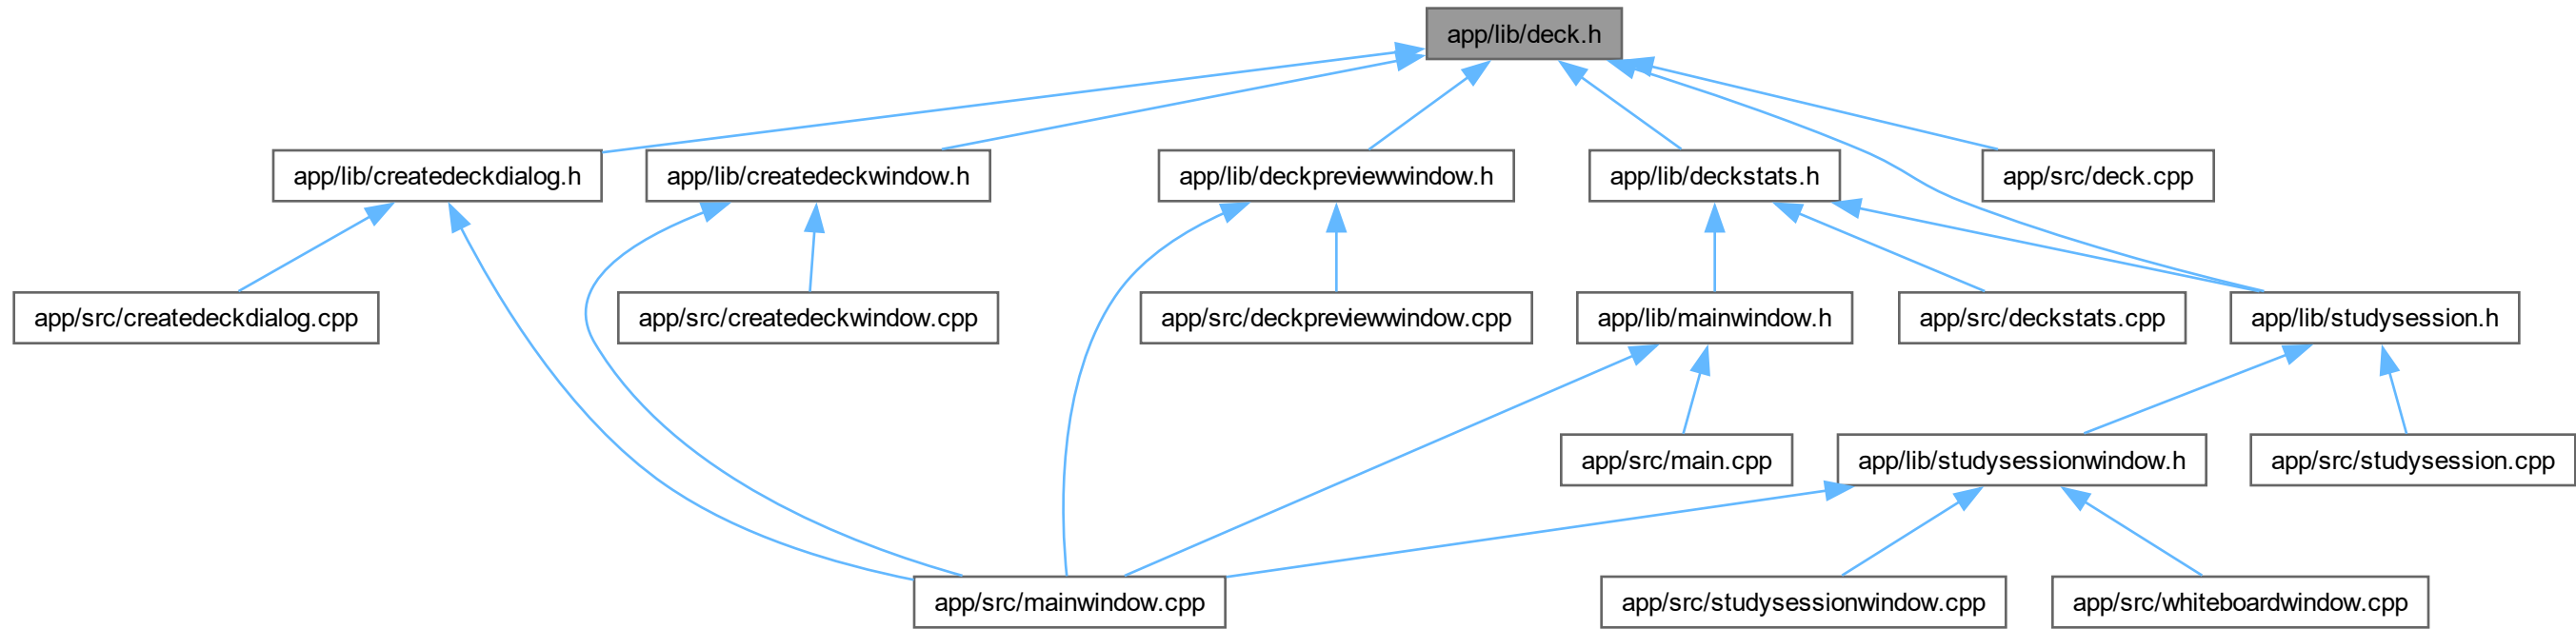 app/lib/deck.h
app/lib/createdeckdialog.h
app/lib/createdeckwindow.h
app/lib/deckpreviewwindow.h
app/lib/deckstats.h
app/src/deck.cpp
app/src/createdeckdialog.cpp
app/src/createdeckwindow.cpp
app/src/deckpreviewwindow.cpp
app/lib/mainwindow.h
app/src/deckstats.cpp
app/lib/studysession.h
app/src/main.cpp
app/lib/studysessionwindow.h
app/src/studysession.cpp
app/src/mainwindow.cpp
app/src/studysessionwindow.cpp
app/src/whiteboardwindow.cpp